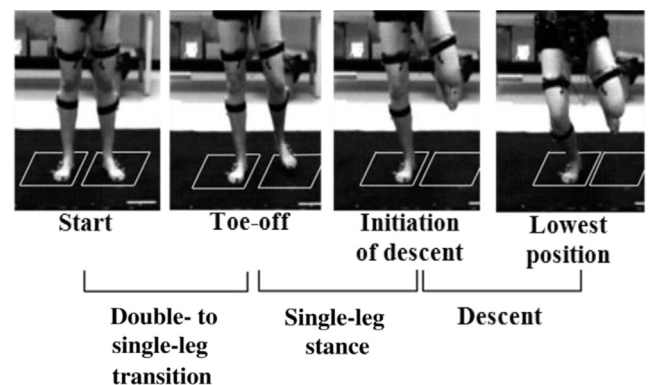 Start
Toe-off
Initiation
of descent
Lowest
position
Double- to
single-leg
transition
Single-leg
stance
Descent